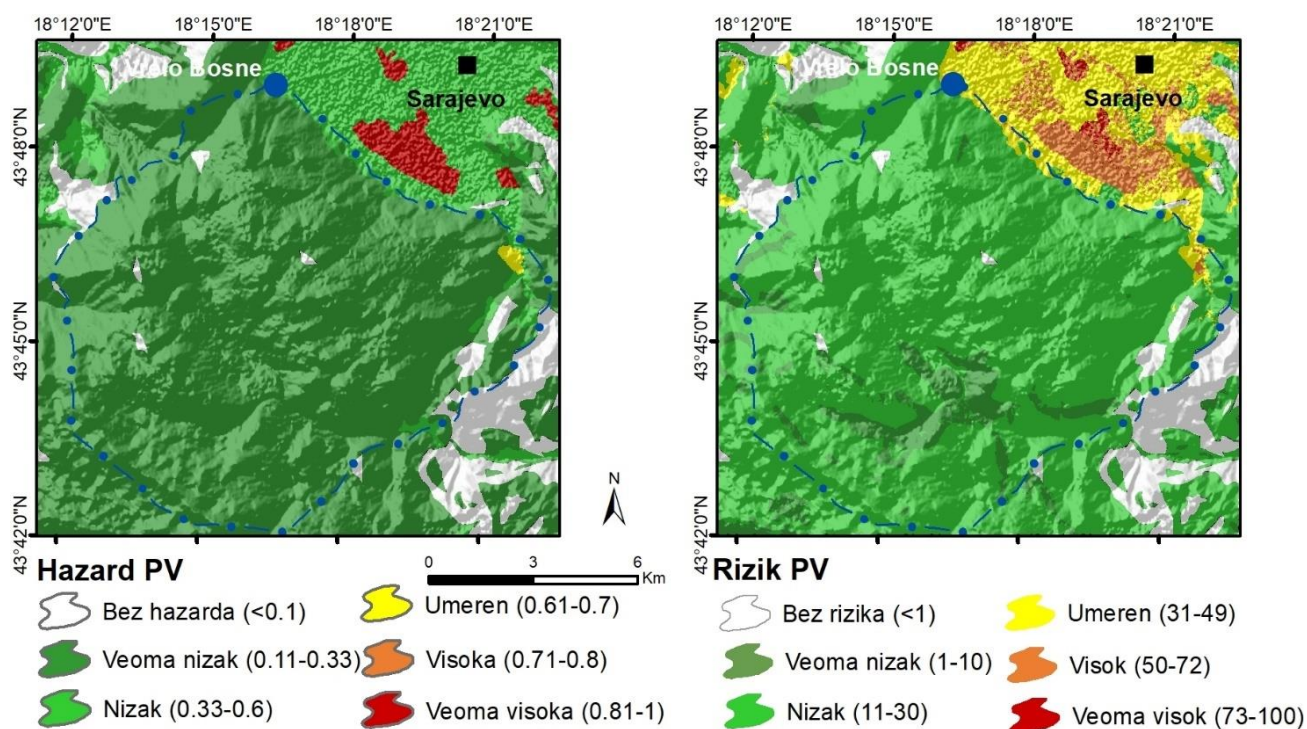 18°12'0"E 18°15'0"E 18°18'0"E 18°21'0"E
43°48'0"N
43°45'0"N
43°42'0"N
Vrelo Bosne
Sarajevo
18°12'0"E 18°15'0"E 18°18'0"E 18°21'0"E
43°48'0"N
43°45'0"N
43°42'0"N
Vrelo Bosne
Sarajevo
N
0 3 6
Km
Hazard PV
Bez hazarda (<0.1)
Veoma nizak (0.11-0.33)
Nizak (0.33-0.6)
Umeren (0.61-0.7)
Visoka (0.71-0.8)
Veoma visoka (0.81-1)
Rizik PV
Bez rizika (<1)
Veoma nizak (1-10)
Nizak (11-30)
Umeren (31-49)
Visok (50-72)
Veoma visok (73-100)